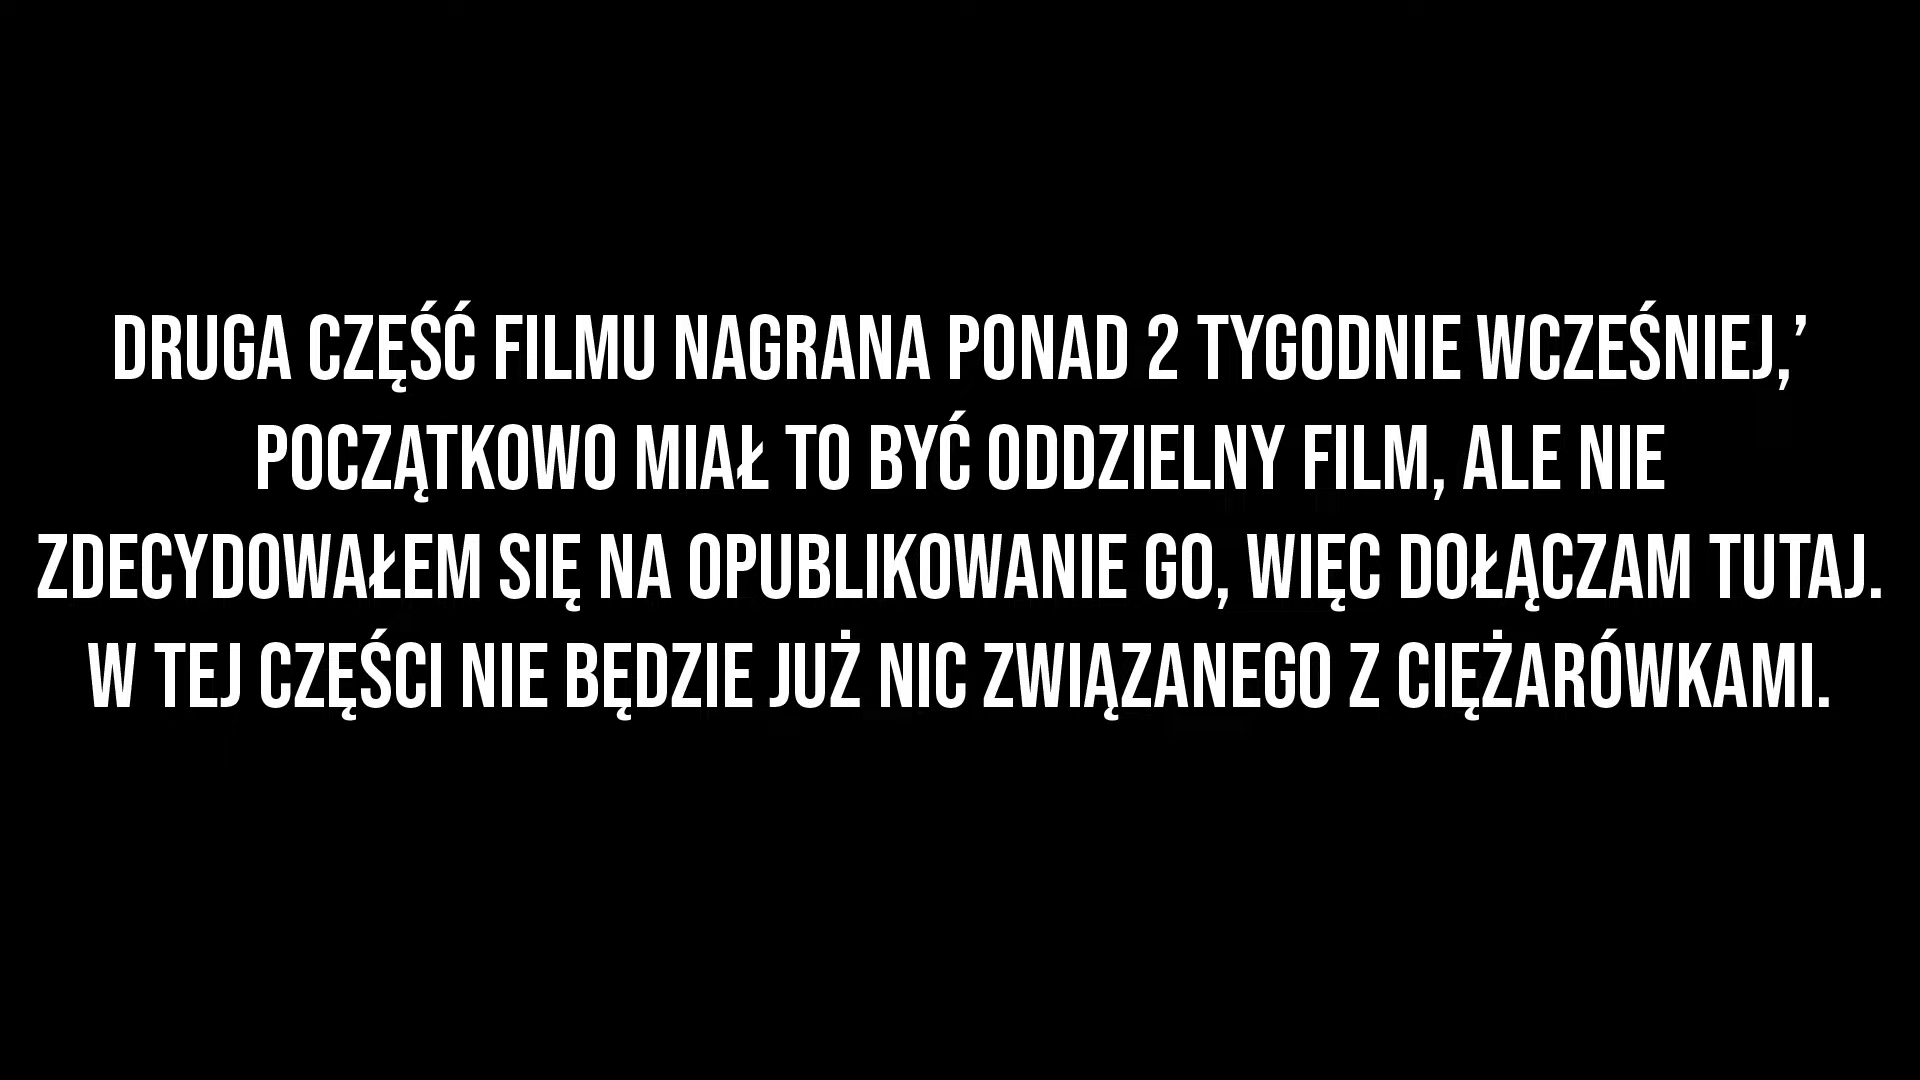 DRUGA CZĘŚĆ FILMU NAGRANA PONAD 2 TYGODNIE WCZEŚNIEJ,’
POCZĄTKOWO MIAŁ TO BYĆ ODDZIELNY FILM, ALE NIE
ZDECYDOWAŁEM SIĘ NA OPUBLIKOWANIE GO, WIĘC DOŁĄCZAM TUTAJ.
W TEJ CZĘŚCI NIE BĘDZIE JUŻ NIC ZWIĄZANEGO Z CIĘŻARÓWKAMI.